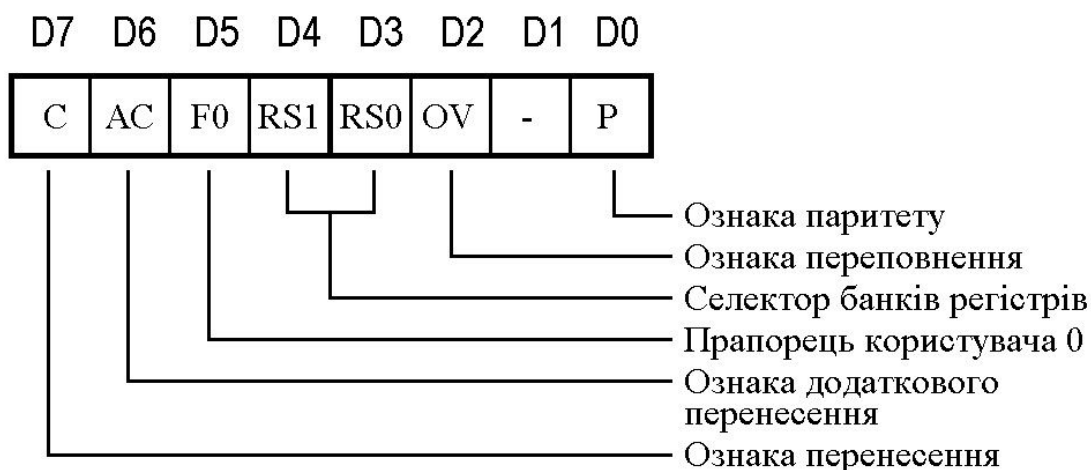 D7 D6 D5 D4 D3 D2 D1 D0
C AC F0 RS1 RS0 OV - P
Ознака паритету
Ознака переповнення
Селектор банків регістрів
Прапорець користувача 0
Ознака додаткового
перенесення
Ознака перенесення